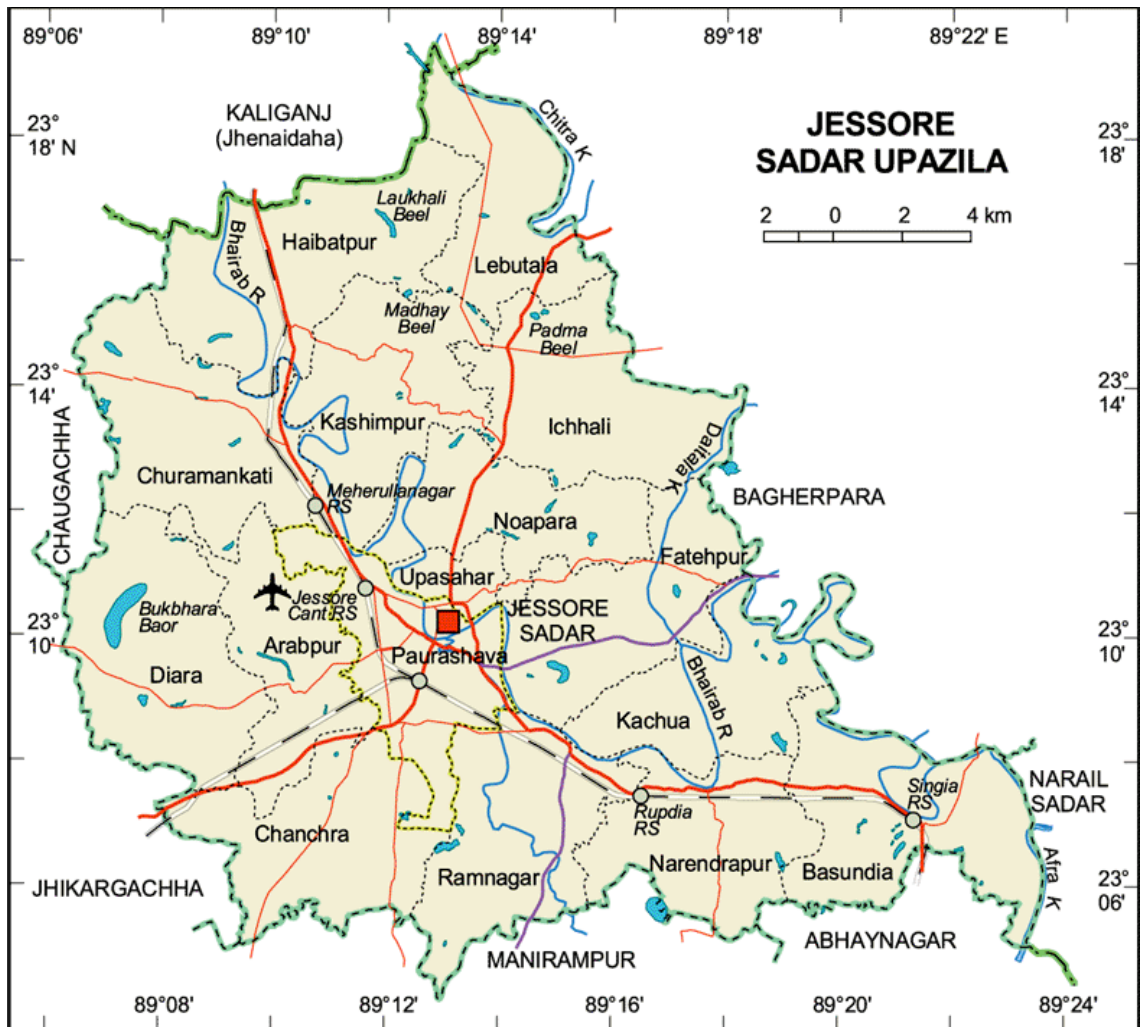 89°06'
89°10'
89°14'
89°18'
89°22' E
KALIGANJ
(Jhenaidaha)
Chitra K
JESSORE
SADAR UPAZILA
23°
18' N
23°
18'
2 0 2 4 km
Laukhali
Beel
Haibatpur
Bhairab R
Lebutala
Madhay
Beel
Padma
Beel
23°
14'
23°
14'
CHAUGACHHA
Kashimpur
Ichhali
Daitala K
Churamankati
Meherullanagar
RS
BAGHERPARA
Noapara
Fatehpur
Upasahar
Jessore
Cant RS
JESSORE
SADAR
Bukbhara
Baor
23°
10'
23°
10'
Arabpur
Paurashava
Diara
Bhairab R
Kachua
NARAIL
SADAR
Singia
RS
Rupdia
RS
Chanchra
Narendrapur
Basundia
Afra K
Ramnagar
JHIKARGACHHA
23°
06'
ABHAYNAGAR
MANIRAMPUR
89°08'
89°12'
89°16'
89°20'
89°24'